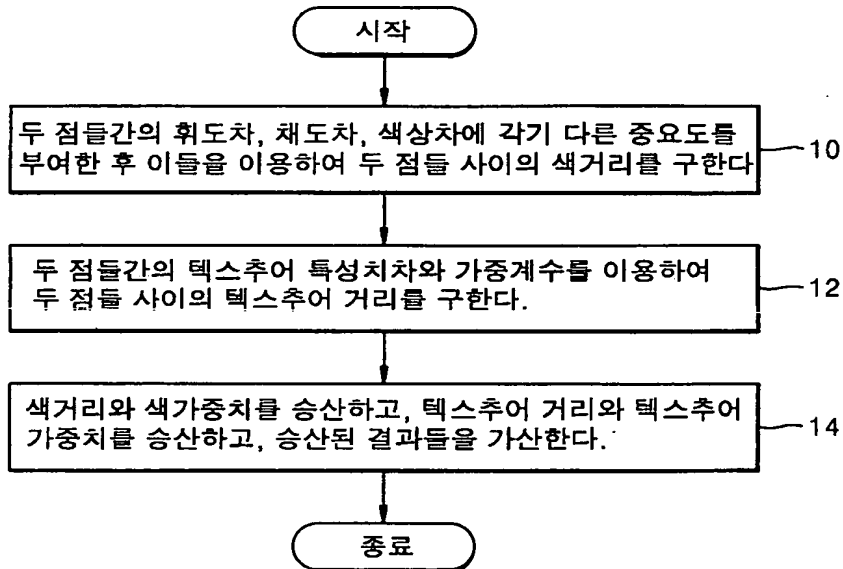 시작
두 점들간의 휘도차, 채도차, 색상차에 각기 다른 중요도를
부여한 후 이들을 이용하여 두 점들 사이의 색거리를 구한다
10
두 점들간의 텍스추어 특성치차와 가중계수를 이용하여
두 점들 사이의 텍스추어 거리를 구한다.
12
색거리와 색가중치를 승산하고, 텍스추어 거리와 텍스추어
가중치를 승산하고, 승산된 결과들을 가산한다.
14
종료